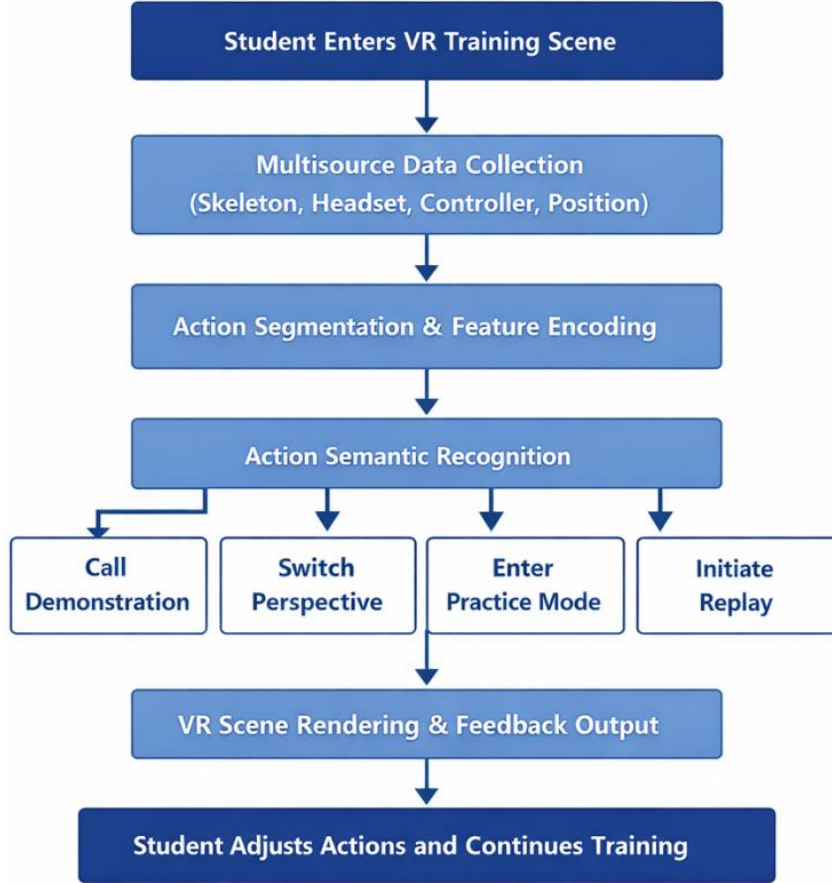 Student Enters VR Training Scene
Multisource Data Collection
(Skeleton, Headset, Controller, Position)
Action Segmentation & Feature Encoding
Action Semantic Recognition
Call
Demonstration
Switch
Perspective
Enter
Practice Mode
Initiate
Replay
VR Scene Rendering & Feedback Output
Student Adjusts Actions and Continues Training